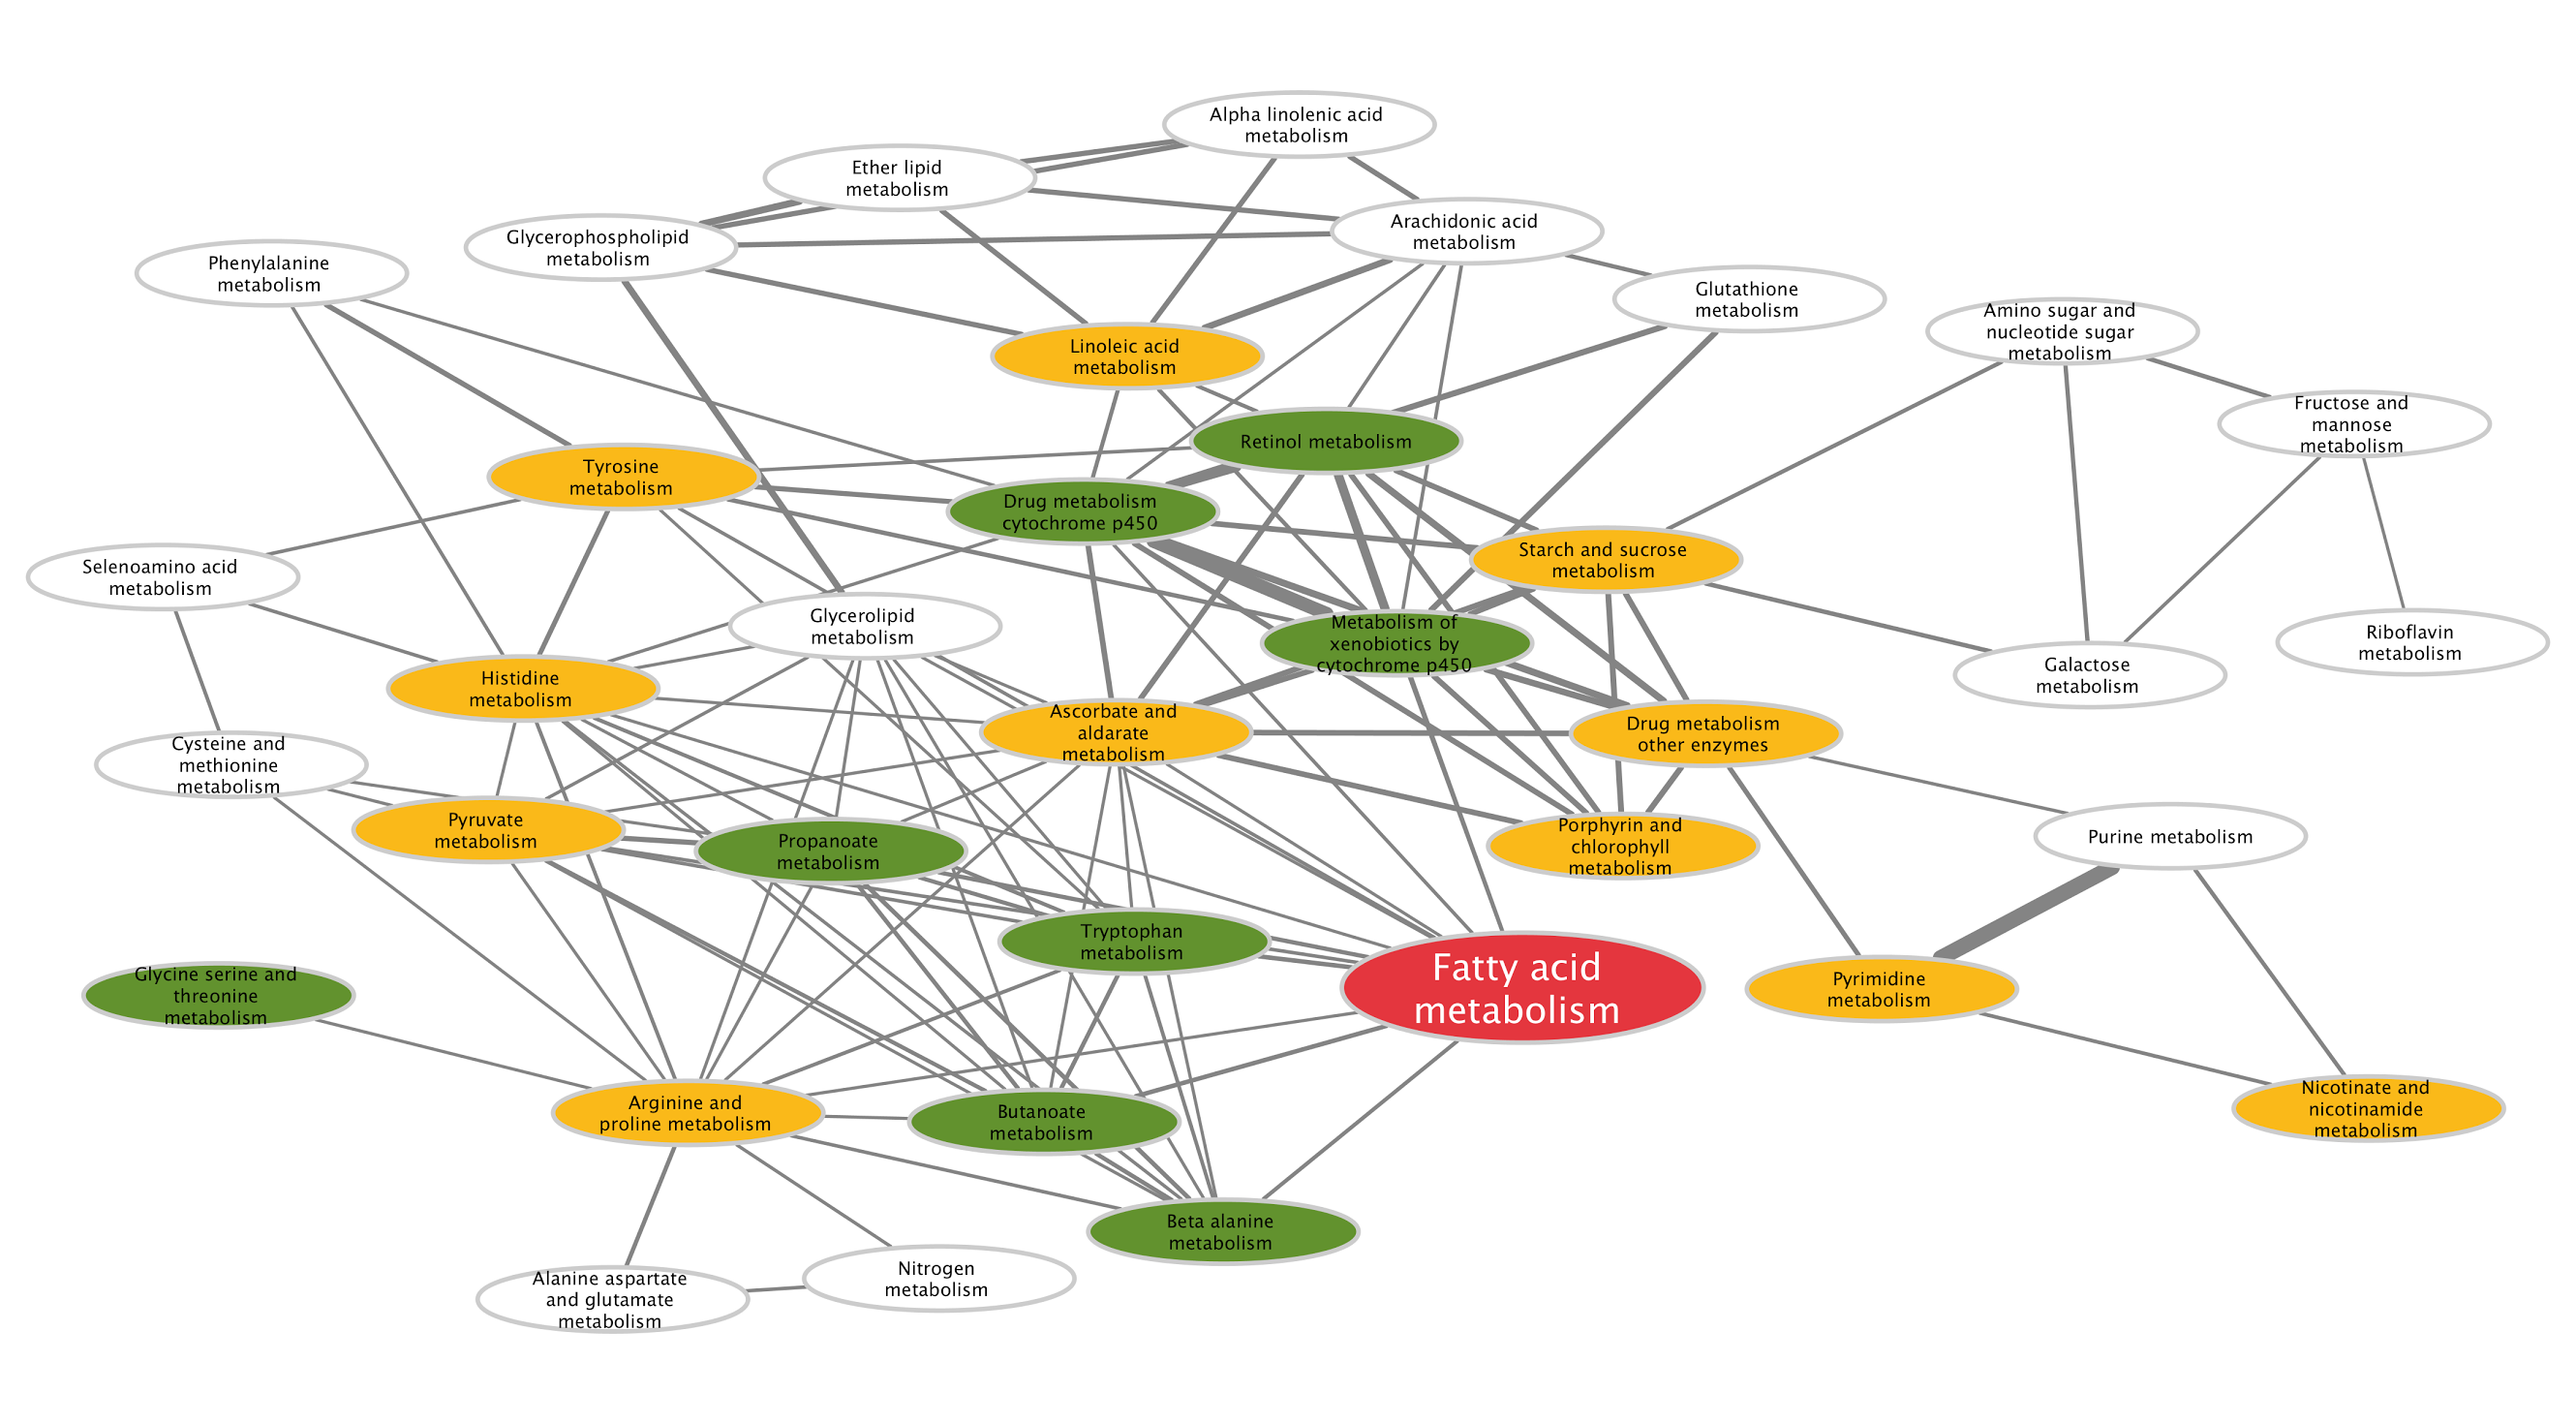 Alpha linolenic acid
metabolism
Ether lipid
metabolism
Arachidonic acid
metabolism
Glycerophospholipid
metabolism
Phenylalanine
metabolism
Glutathione
metabolism
Amino sugar and
nucleotide sugar
metabolism
Linoleic acid
metabolism
Fructose and
mannose
metabolism
Retinol metabolism
Tyrosine
metabolism
Drug metabolism
cytochrome p450
Starch and sucrose
metabolism
Selenoamino acid
metabolism
Glycerolipid
metabolism
Metabolism of
xenobiotics by
cytochrome p450
Riboflavin
metabolism
Galactose
metabolism
Histidine
metabolism
Ascorbate and
aldarate
metabolism
Drug metabolism
other enzymes
Cysteine and
methionine
metabolism
Pyruvate
metabolism
Propanoate
metabolism
Porphyrin and
chlorophyll
metabolism
Purine metabolism
Tryptophan
metabolism
Fatty acid
metabolism
Pyrimidine
metabolism
Glycine serine and
threonine
metabolism
Arginine and
proline metabolism
Butanoate
metabolism
Nicotinate and
nicotinamide
metabolism
Beta alanine
metabolism
Alanine aspartate
and glutamate
metabolism
Nitrogen
metabolism